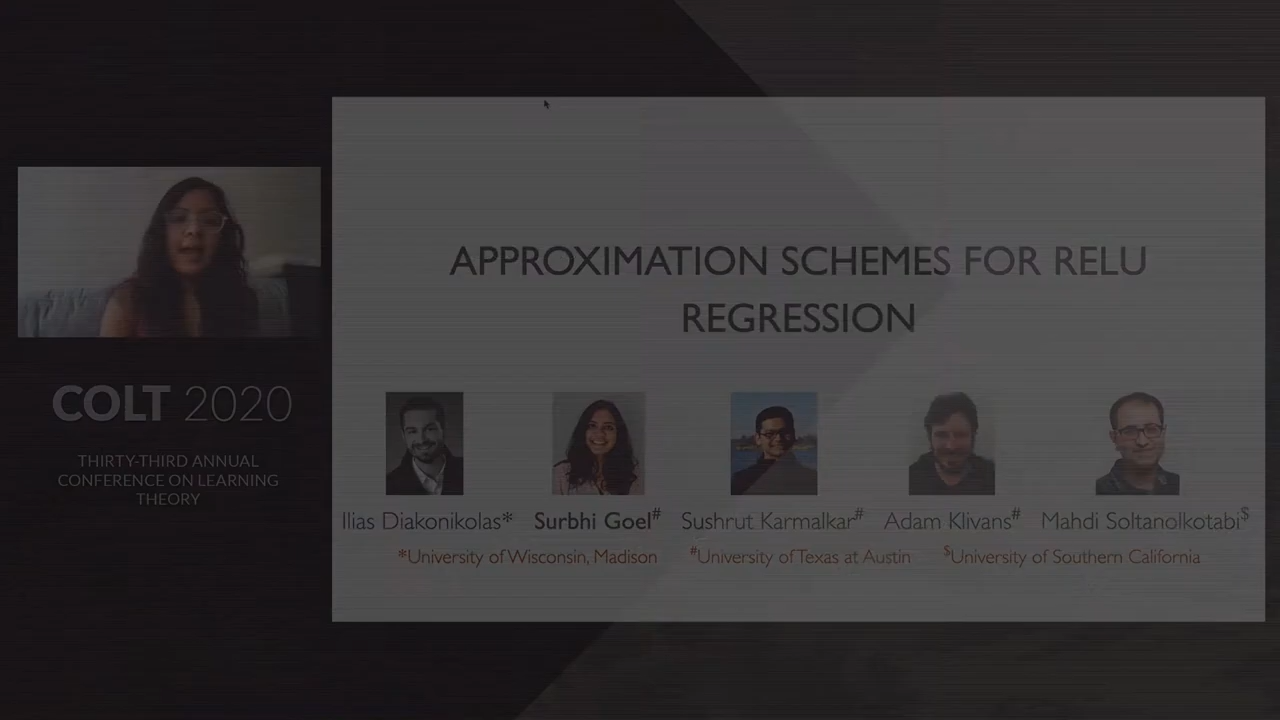 APPROXIMATION SCHEMES FOR RELU
REGRESSION
COLT 2020
THIRTY-THIRD ANNUAL
CONFERENCE ON LEARNING
THEORY
Ilias Diakonikolas* Surbhi Goel# Sushrut Karmalkar# Adam Klivans# Mahdi Soltanolkotabi$
*University of Wisconsin, Madison #University of Texas at Austin $University of Southern California